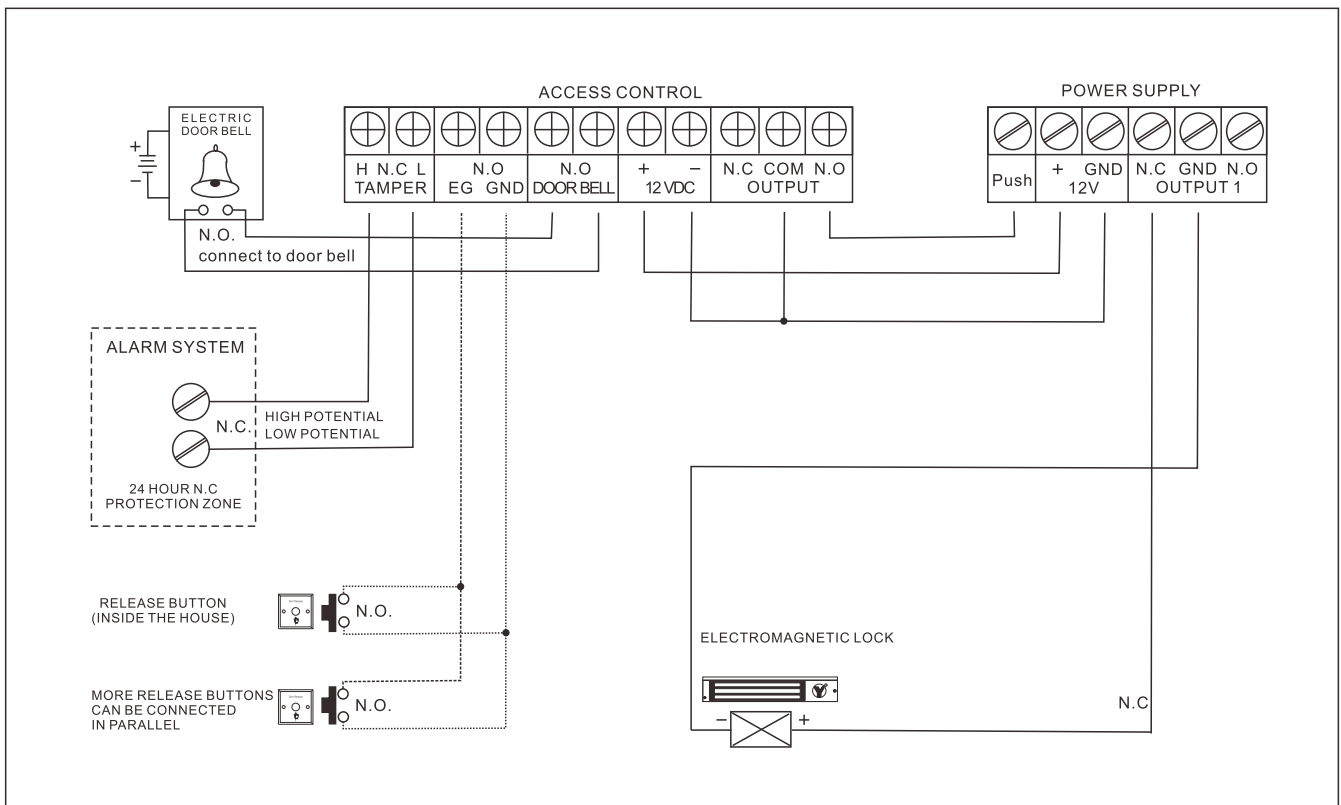 ACCESS CONTROL
POWER SUPPLY
ELECTRIC
DOOR BELL
+
−
H N.C L
TAMPER
N.O
EG GND
N.O
DOOR BELL
+ −
12 VDC
N.C COM N.O
OUTPUT
Push
+ GND
12V
N.C GND N.O
OUTPUT 1
N.O.
connect to door bell
ALARM SYSTEM
N.C.
HIGH POTENTIAL
LOW POTENTIAL
24 HOUR N.C
PROTECTION ZONE
RELEASE BUTTON
(INSIDE THE HOUSE)
N.O.
MORE RELEASE BUTTONS
CAN BE CONNECTED
IN PARALLEL
N.O.
ELECTROMAGNETIC LOCK
− +
N.C